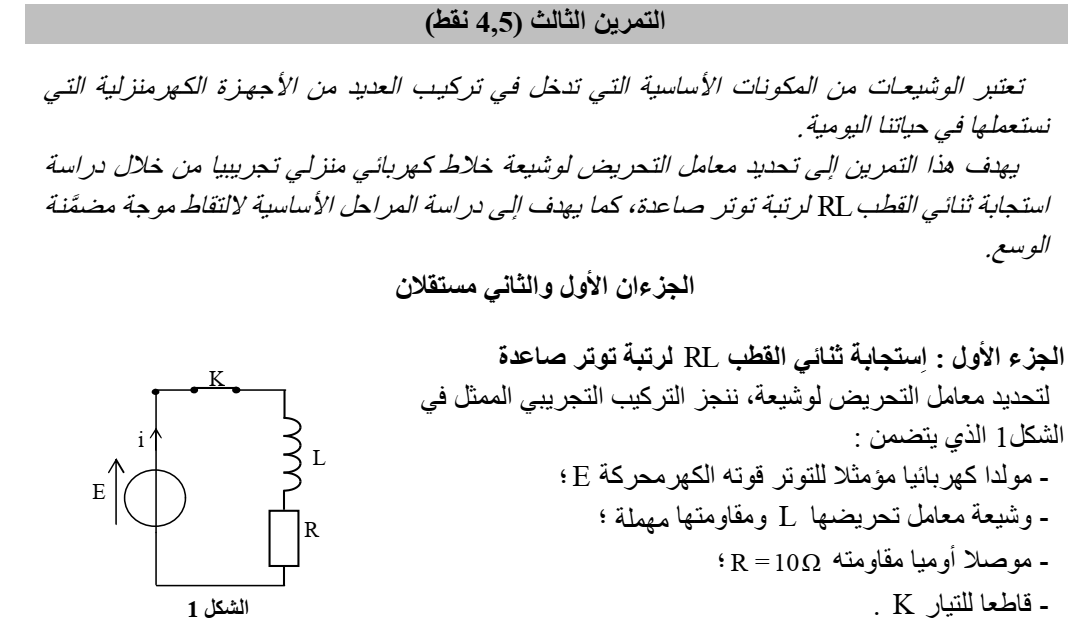 التمرين الثالث (4,5 نقط)
تعتبر الوشيعات من المكونات الأساسية التي تدخل في تركيب العديد من الأجهزة الكهرمنزلية التي
نستعملها في حياتنا اليومية.
يهدف هذا التمرين إلى تحديد معامل التحريض لوشيعة خلاط كهربائي منزلي تجريبيا من خلال دراسة
استجابة ثنائي القطب RL لرتبة توتر صاعدة، كما يهدف إلى دراسة المراحل الأساسية لالتقاط موجة مضمَّنة
الوسع.
الجزءان الأول والثاني مستقلان
الجزء الأول : إستجابة ثنائي القطب RL لرتبة توتر صاعدة
لتحديد معامل التحريض لوشيعة، ننجز التركيب التجريبي الممثل في
الشكل1 الذي يتضمن :
- مولدا كهربائيا مؤمثلا للتوتر قوته الكهرمحركة E ؛
- وشيعة معامل تحريضها L ومقاومتها مهملة ؛
- موصلا أوميا مقاومته R = 10Ω ؛
- قاطعا للتيار K .
K
i
L
E
R
الشكل 1